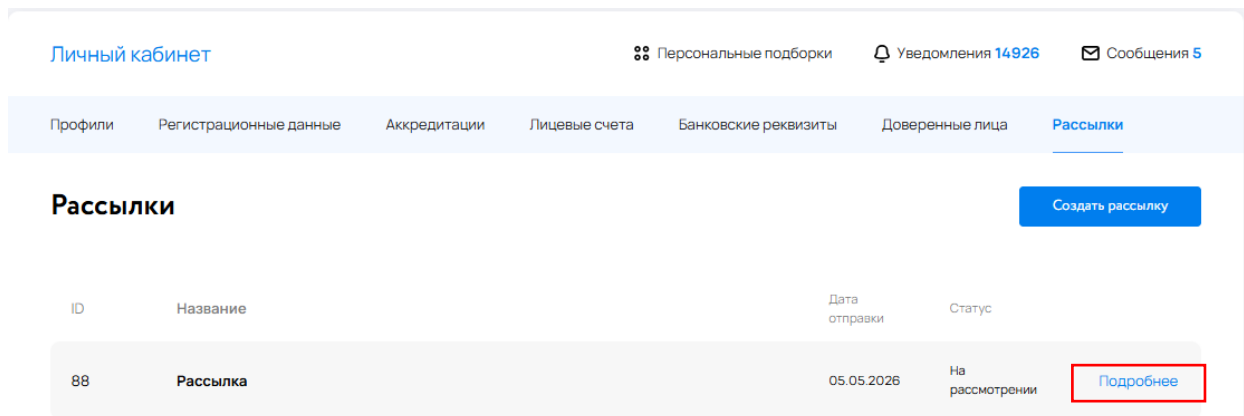 Личный кабинет
Персональные подборки
Уведомления 14926
Сообщения 5
Профили Регистрационные данные Аккредитации Лицевые счета Банковские реквизиты Доверенные лица Рассылки
Рассылки
Создать рассылку
ID Название Дата отправки Статус
88 Рассылка 05.05.2026 На рассмотрении Подробнее